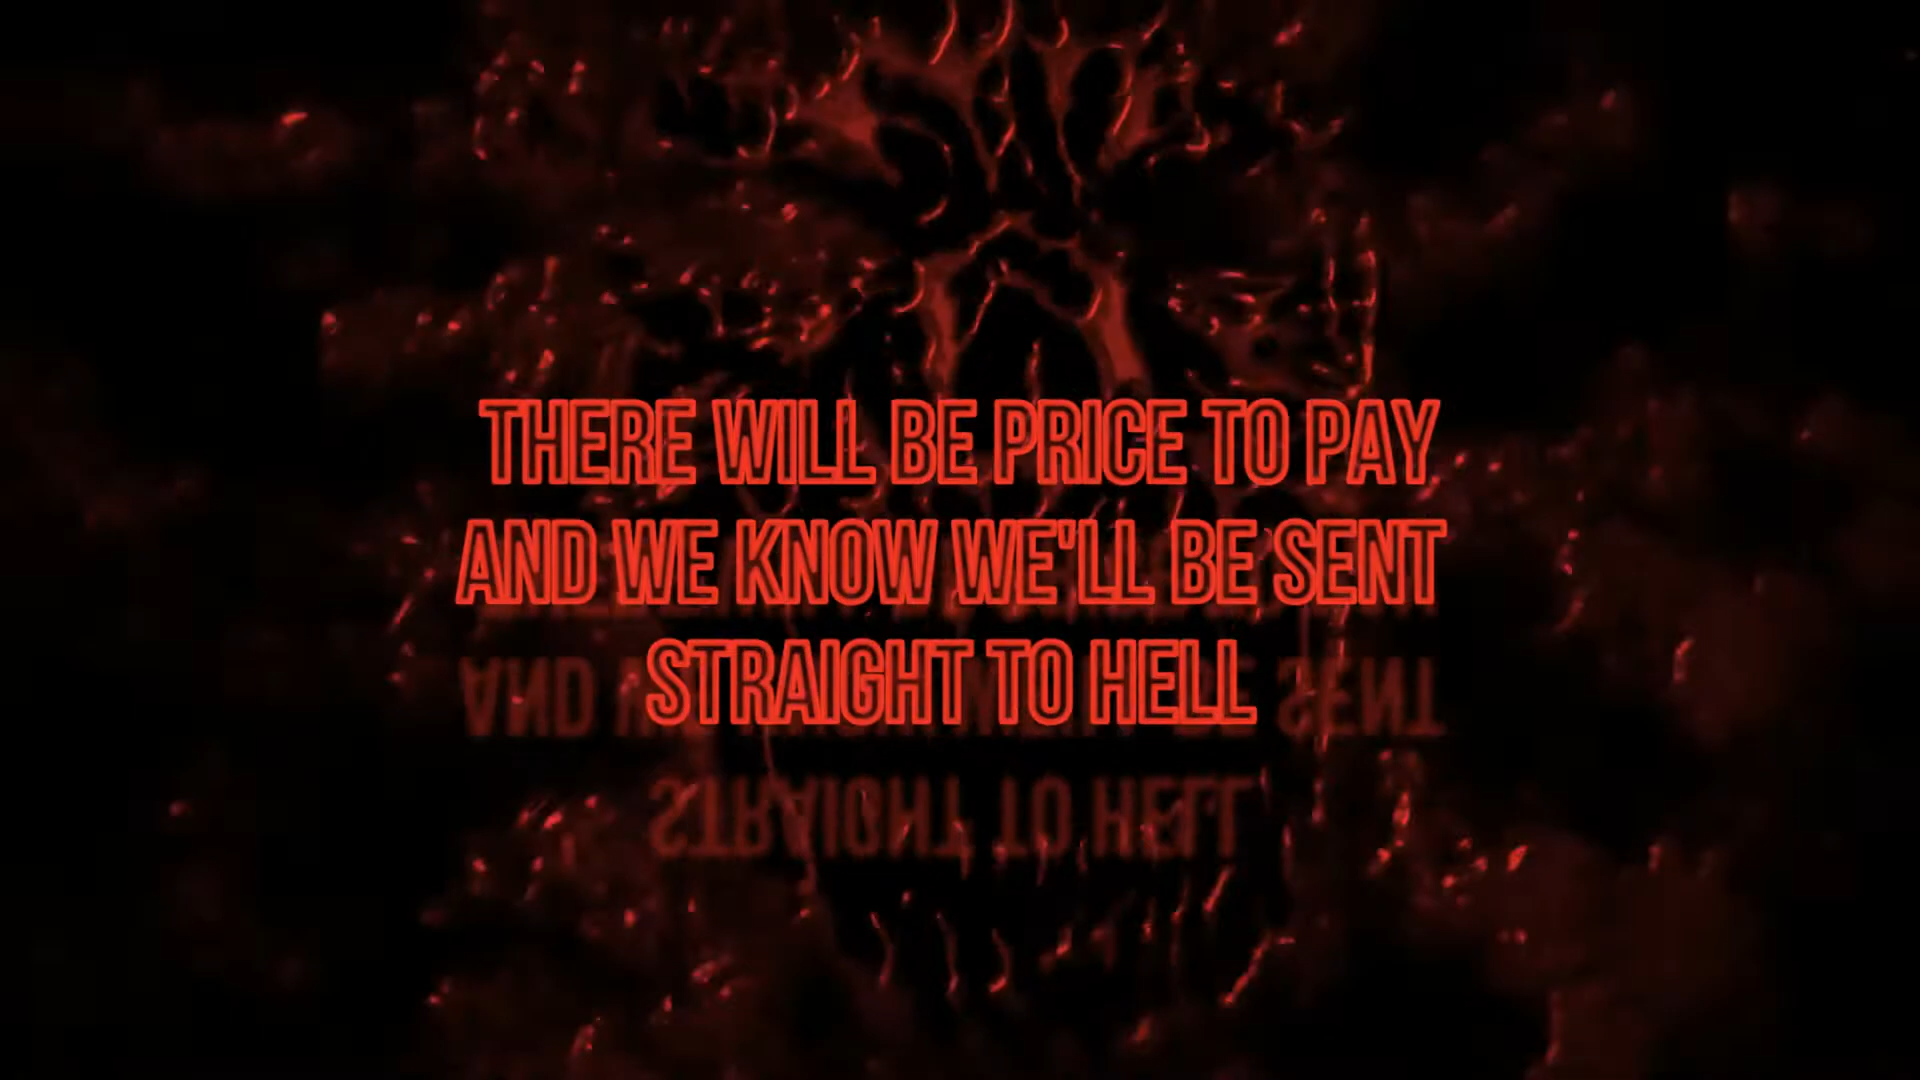 THERE WILL BE PRICE TO PAY
AND WE KNOW WE'LL BE SENT
STRAIGHT TO HELL